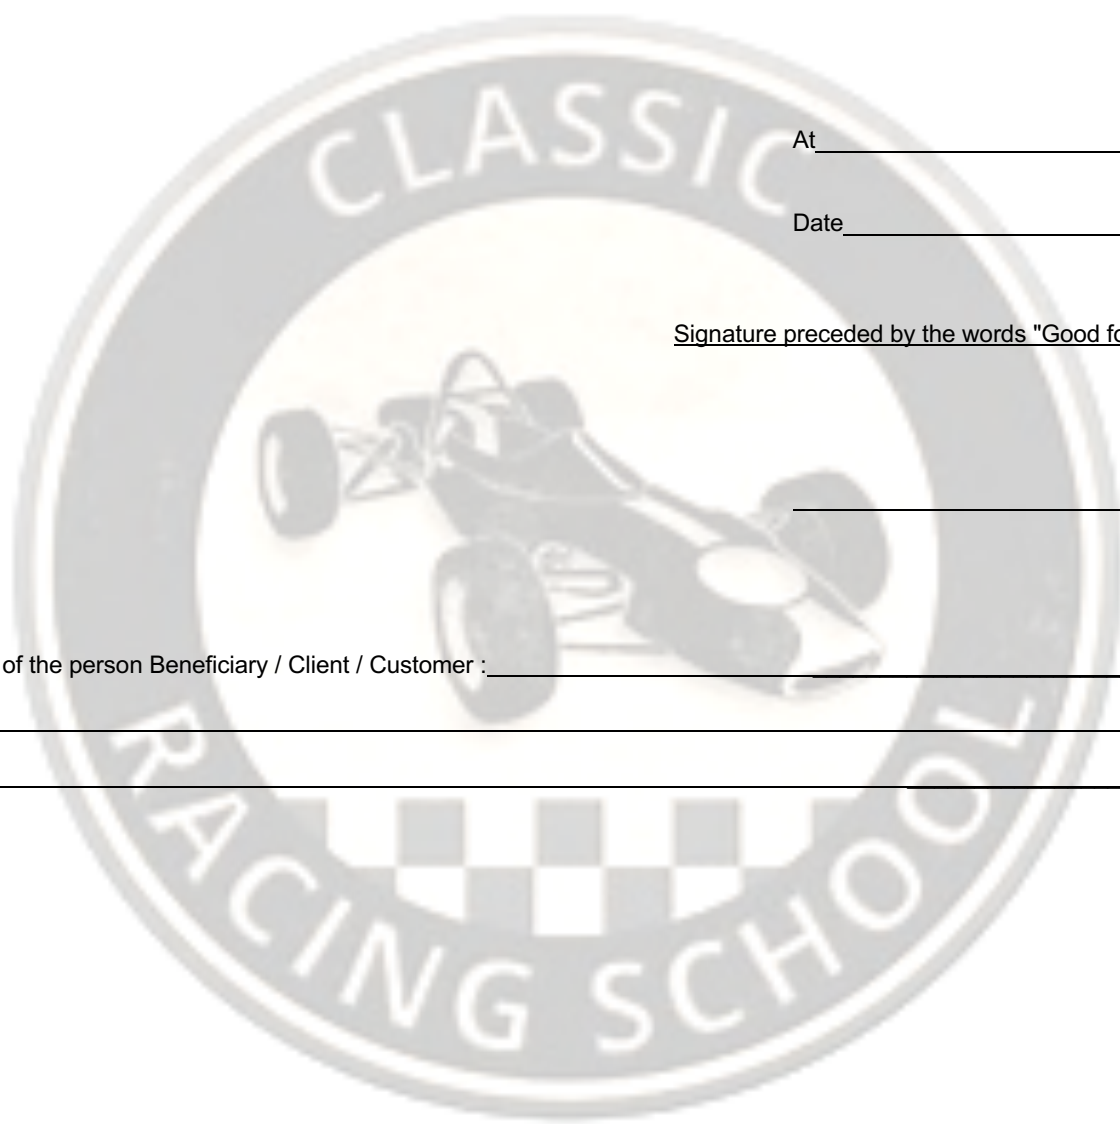 CLASSIC
At
Date
Signature preceded by the words "Good fo
of the person Beneficiary / Client / Customer :
RACING SCHOOL